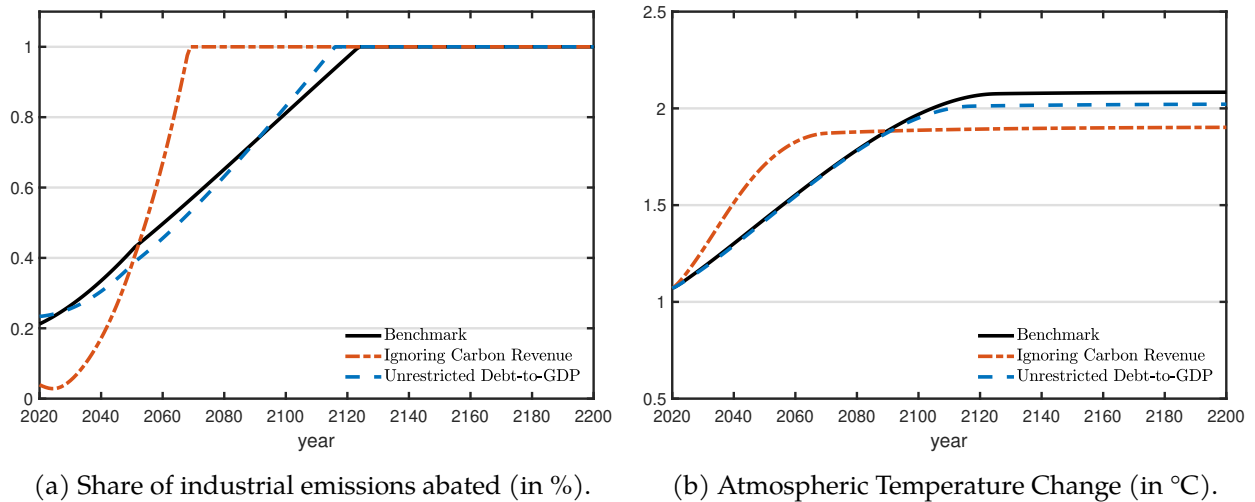 1
0.8
0.6
0.4
0.2
0
2020 2040 2060 2080 2100 2120 2140 2160 2180 2200
year
Benchmark
Ignoring Carbon Revenue
Unrestricted Debt-to-GDP
(a) Share of industrial emissions abated (in %).
2.5
2
1.5
1
0.5
2020 2040 2060 2080 2100 2120 2140 2160 2180 2200
year
Benchmark
Ignoring Carbon Revenue
Unrestricted Debt-to-GDP
(b) Atmospheric Temperature Change (in °C).